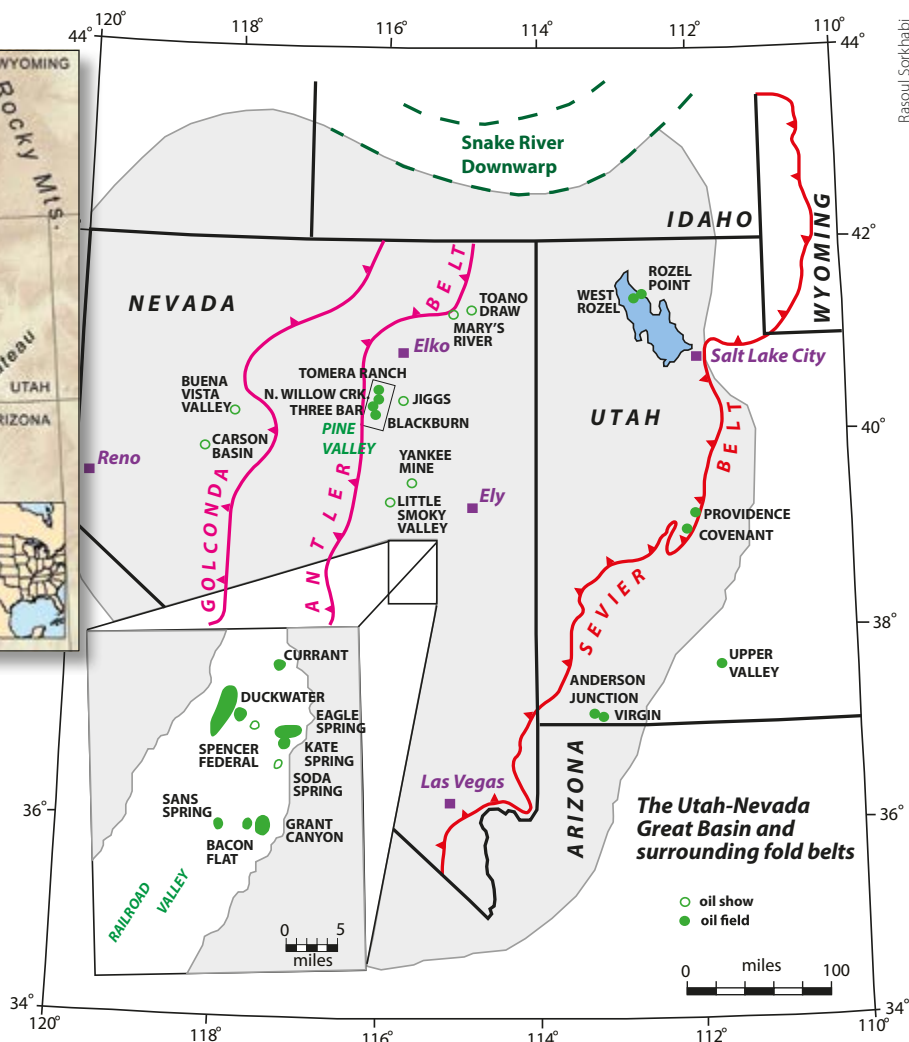 120°
118°
116°
114°
112°
110°
44°
44°
Rasoul Sorkhabi
WYOMING
Rocky Mts.
teau
UTAH
RIZONA
Snake River
Downwarp
IDAHO
WYOMING
42°
NEVADA
BELT
TOANO
DRAW
MARY'S
RIVER
ROZEL
POINT
WEST
ROZEL
Elko
Salt Lake City
TOMERA RANCH
BUENA
VISTA
VALLEY
N. WILLOW CRK.
THREE BAR
JIGGS
BLACKBURN
PINE
VALLEY
UTAH
BELT
40°
CARSON
BASIN
Reno
YANKEE
MINE
Ely
LITTLE
SMOKY
VALLEY
GOLCONDA
ANTLER
PROVIDENCE
COVENANT
SEVIER
38°
CURRANT
DUCKWATER
EAGLE
SPRING
SPENCER
FEDERAL
KATE
SPRING
SODA
SPRING
SANS
SPRING
GRANT
CANYON
BACON
FLAT
RAILROAD
VALLEY
0 5
miles
UPPER
VALLEY
ANDERSON
JUNCTION
VIRGIN
Las Vegas
ARIZONA
36°
36°
The Utah-Nevada
Great Basin and
surrounding fold belts
oil show
oil field
0 miles 100
34°
34°
120°
118°
116°
114°
112°
110°